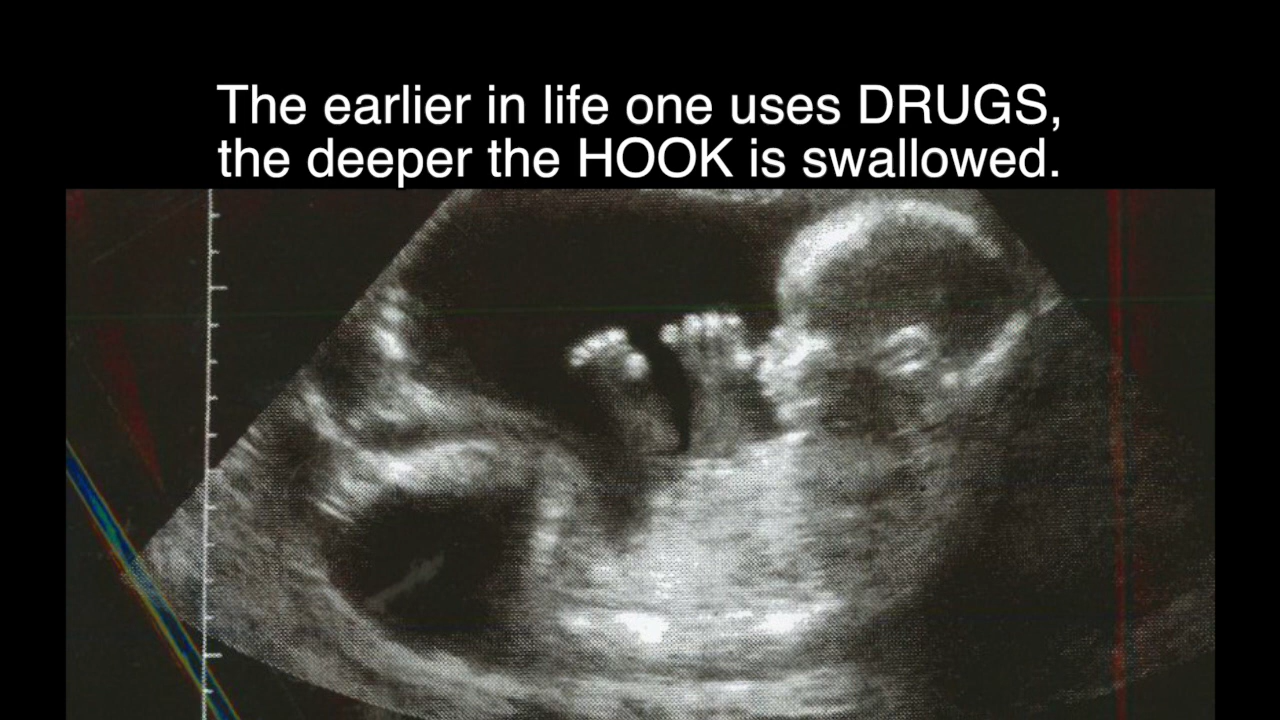 The earlier in life one uses DRUGS,
the deeper the HOOK is swallowed.